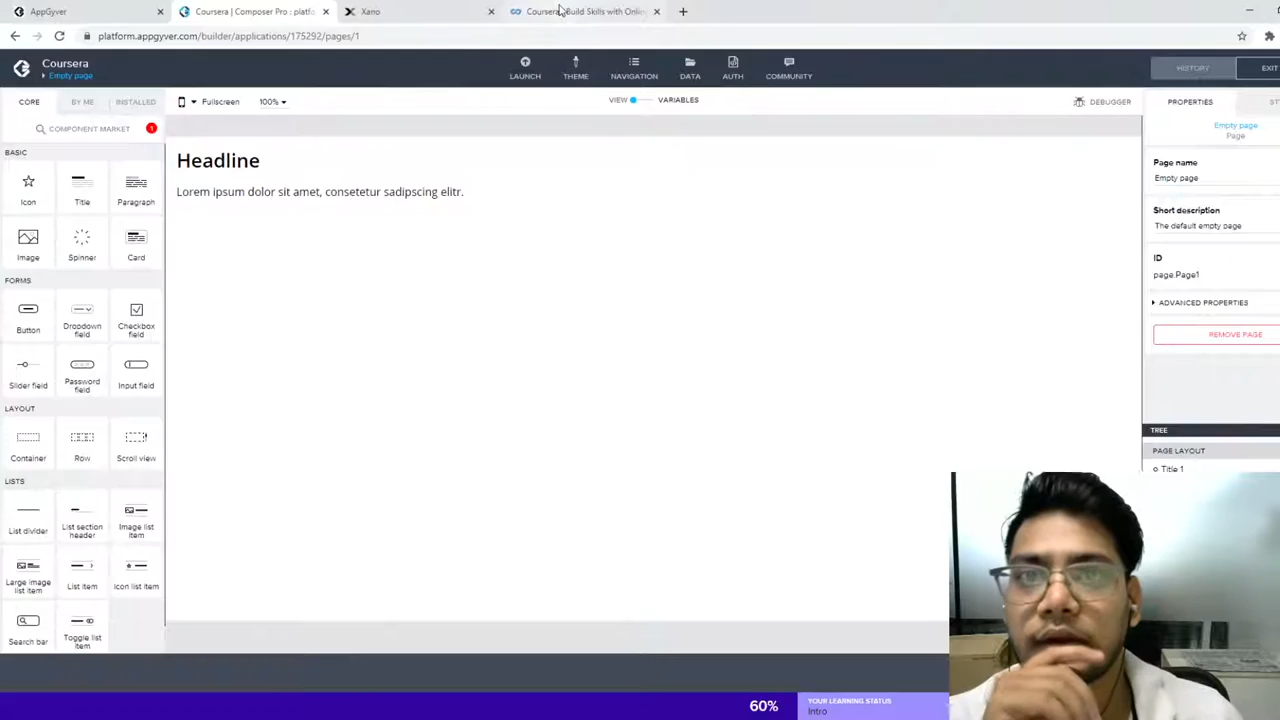 AppGyver
Coursera | Composer Pro : platfo
Xano
Coursera Build Skills with Onlin
platform.appgyver.com/builder/applications/175292/pages/1
Coursera
Empty page
LAUNCH
THEME
NAVIGATION
DATA
AUTH
COMMUNITY
HISTORY
EXIT
CORE
BY ME
INSTALLED
Fullscreen
100%
VIEW
VARIABLES
DEBUGGER
PROPERTIES
COMPONENT MARKET
1
Empty page
Page
BASIC
Icon
Title
Paragraph
Image
Spinner
Card
FORMS
Button
Dropdown field
Checkbox field
Slider field
Password field
Input field
LAYOUT
Container
Row
Scroll view
LISTS
List divider
List section header
Image list item
Large image list item
List item
Icon list item
Search bar
Toggle list item
Headline
Lorem ipsum dolor sit amet, consetetur sadipscing elitr.
Page name
Empty page
Short description
The default empty page
ID
page.Page1
ADVANCED PROPERTIES
REMOVE PAGE
TREE
PAGE LAYOUT
Title 1
60%
YOUR LEARNING STATUS
Intro